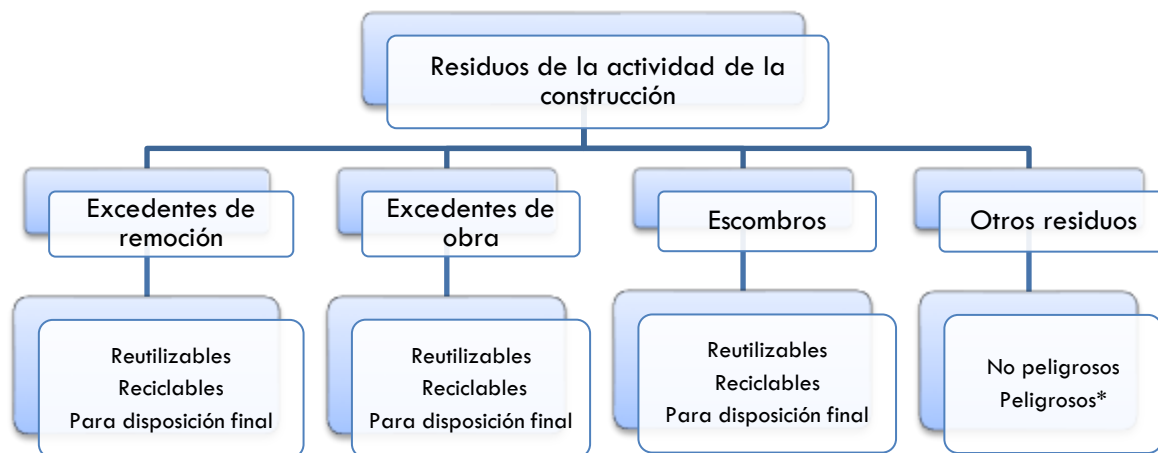 Residuos de la actividad de la
construcción
Excedentes de
remoción
Excedentes de
obra
Escombros
Otros residuos
Reutilizables
Reciclables
Para disposición final
Reutilizables
Reciclables
Para disposición final
Reutilizables
Reciclables
Para disposición final
No peligrosos
Peligrosos*